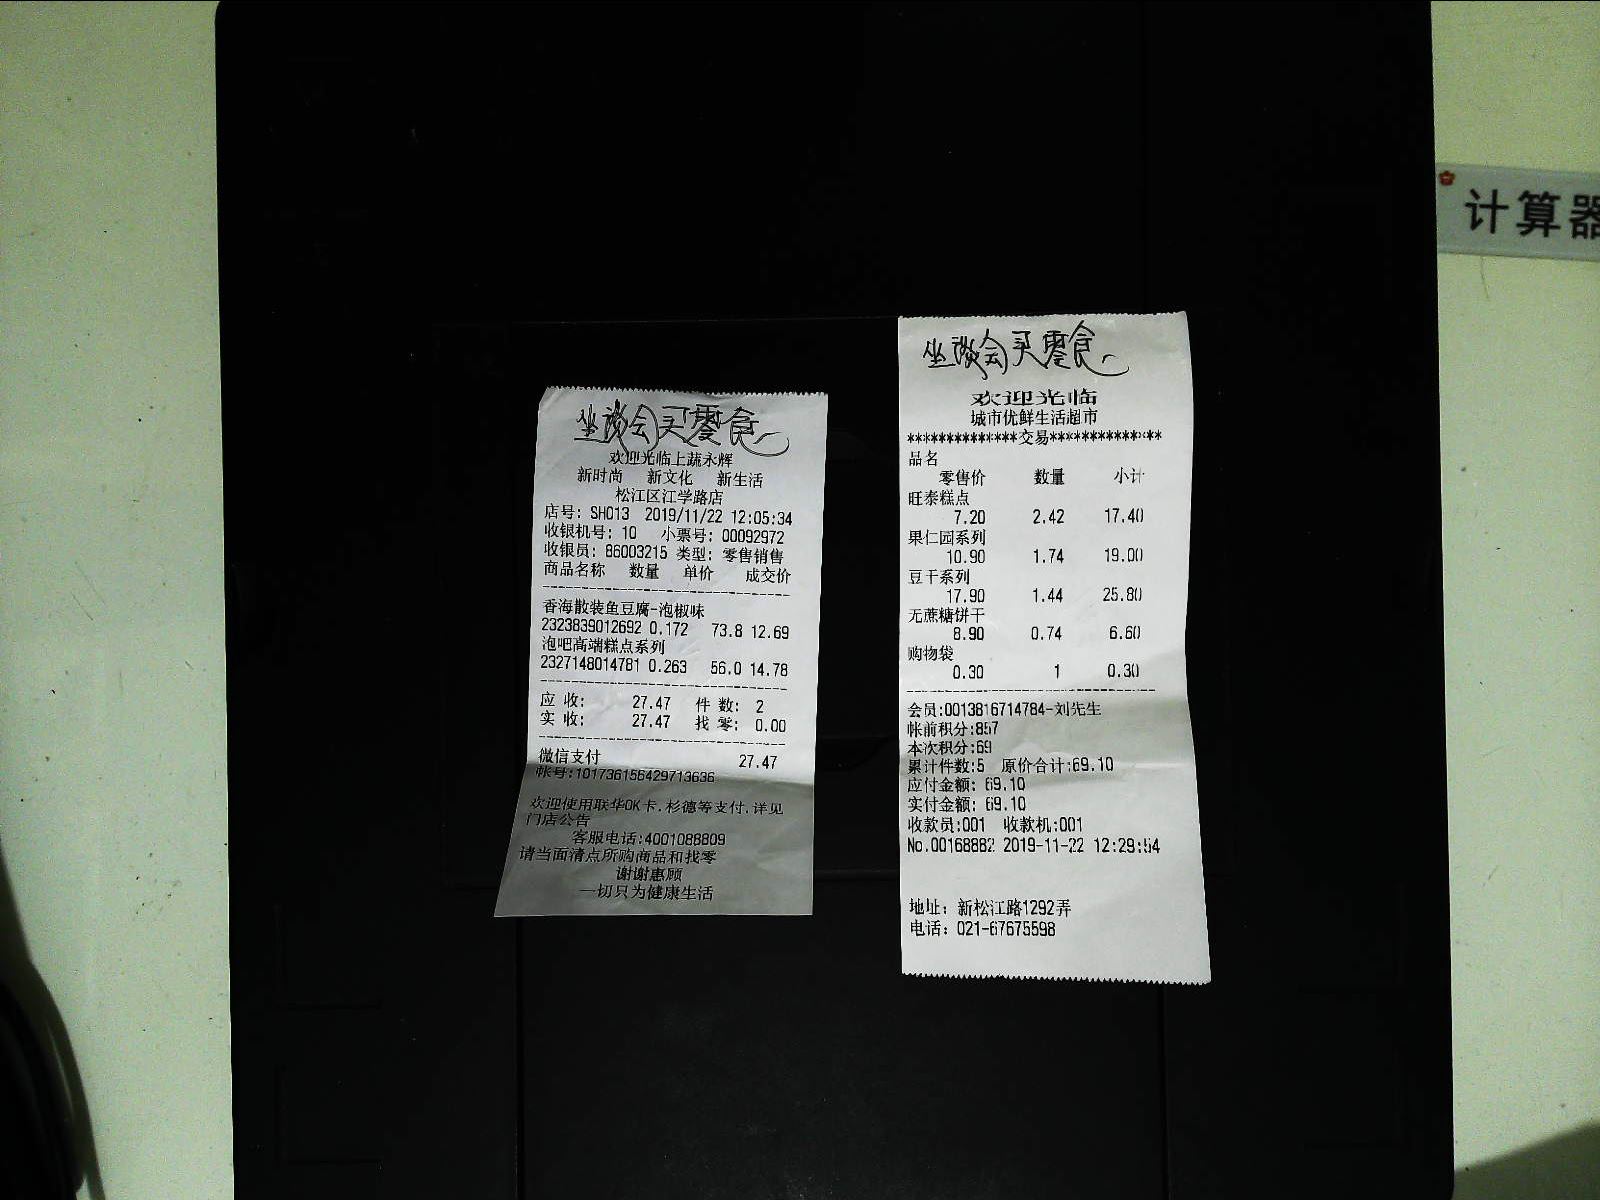 坐谈会买零食
欢迎光临上蔬永辉
新时尚 新文化 新生活
松江区江学路店
店号: SH013 2019/11/22 12:05:34
收银机号: 10 小票号: 00092972
收银员: 86003215 类型: 零售销售
商品名称 数量 单价 成交价
香海散装鱼豆腐-泡椒味
2323839012692 0.172 73.8 12.69
泡吧高端糕点系列
2327148014781 0.263 56.0 14.78
应 收: 27.47 件 数: 2
实 收: 27.47 找 零: 0.00
微信支付 27.47
帐号:101736156429713636
欢迎使用联华OK卡.杉德等支付.详见
门店公告
客服电话:4001088809
请当面清点所购商品和找零
谢谢惠顾
一切只为健康生活
坐谈会买零食
欢迎光临
城市优鲜生活超市
**************交易**************
品名
零售价 数量 小计
旺泰糕点
7.20 2.42 17.40
果仁园系列
10.90 1.74 19.00
豆干系列
17.90 1.44 25.80
无蔗糖饼干
8.90 0.74 6.60
购物袋
0.30 1 0.30
会员:0013816714784-刘先生
帐前积分:857
本次积分:69
累计件数:5 原价合计:69.10
应付金额: 69.10
实付金额: 69.10
收款员:001 收款机:001
No.00168882 2019-11-22 12:29:54
地址: 新松江路1292弄
电话: 021-67675598
计算器